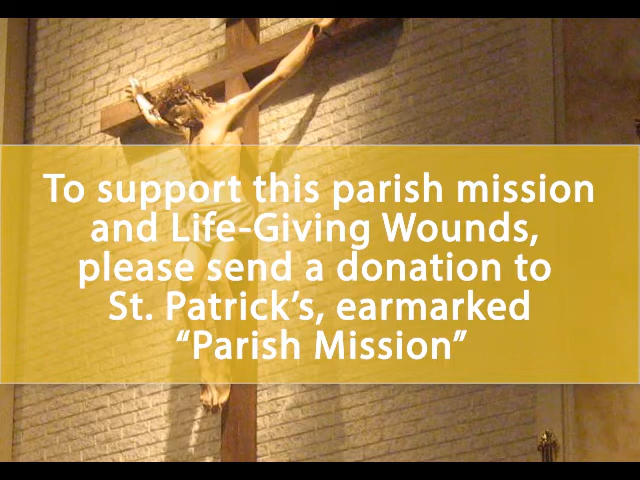 To support this parish mission
and Life-Giving Wounds,
please send a donation to
St. Patrick’s, earmarked
“Parish Mission”